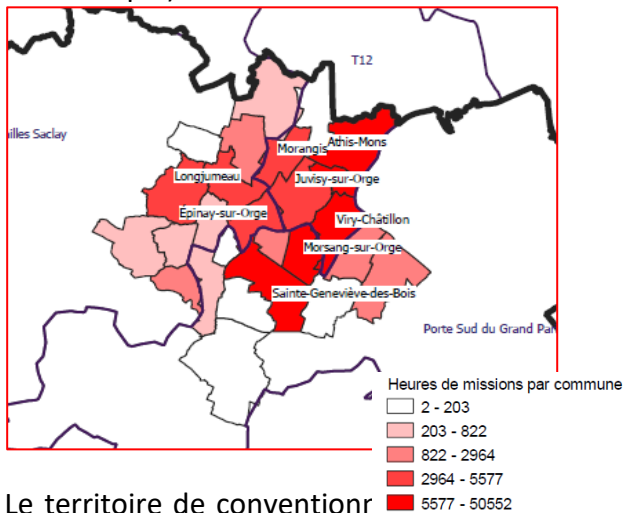 T12
illes Saclay
Morangis
Athis-Mons
Longjumeau
Juvisy-sur-Orge
Épinay-sur-Orge
Viry-Châtillon
Morsang-sur-Orge
Sainte-Geneviève-des-Bois
Porte Sud du Grand Par
Heures de missions par commune
2 - 203
203 - 822
822 - 2964
2964 - 5577
5577 - 50552
Le territoire de conventionr